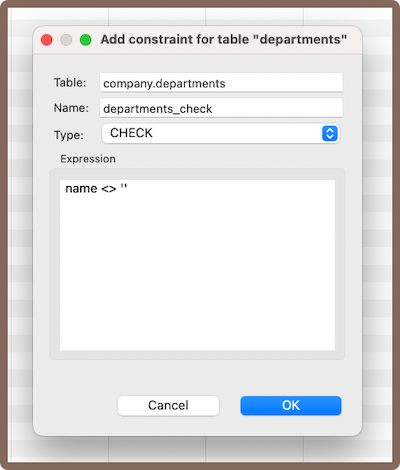 Add constraint for table "departments"
Table: company.departments
Name: departments_check
Type: CHECK
Expression
name <> ''
Cancel OK